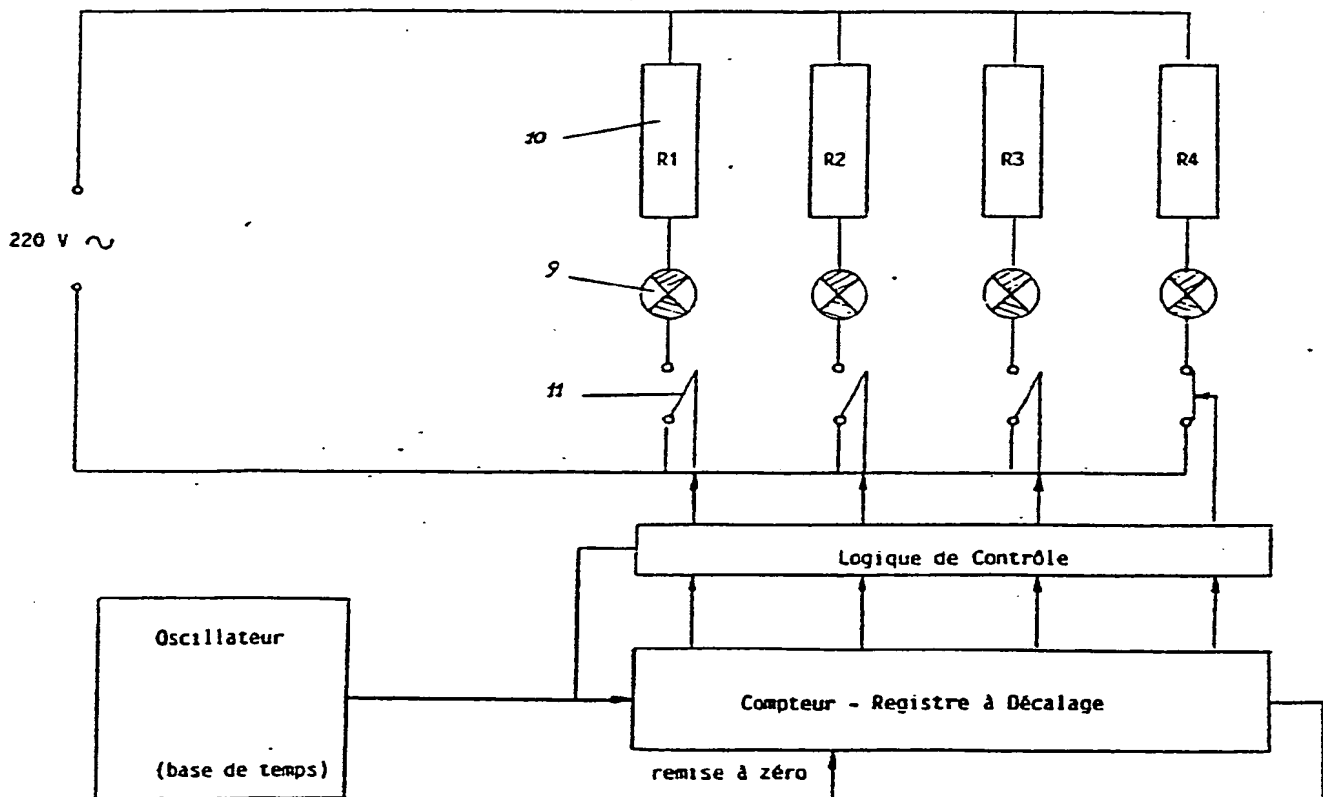 10
R1
R2
R3
R4
220 V ~
9
11
Logique de Contrôle
Oscillateur
Compteur - Registre à Décalage
(base de temps)
remise à zéro